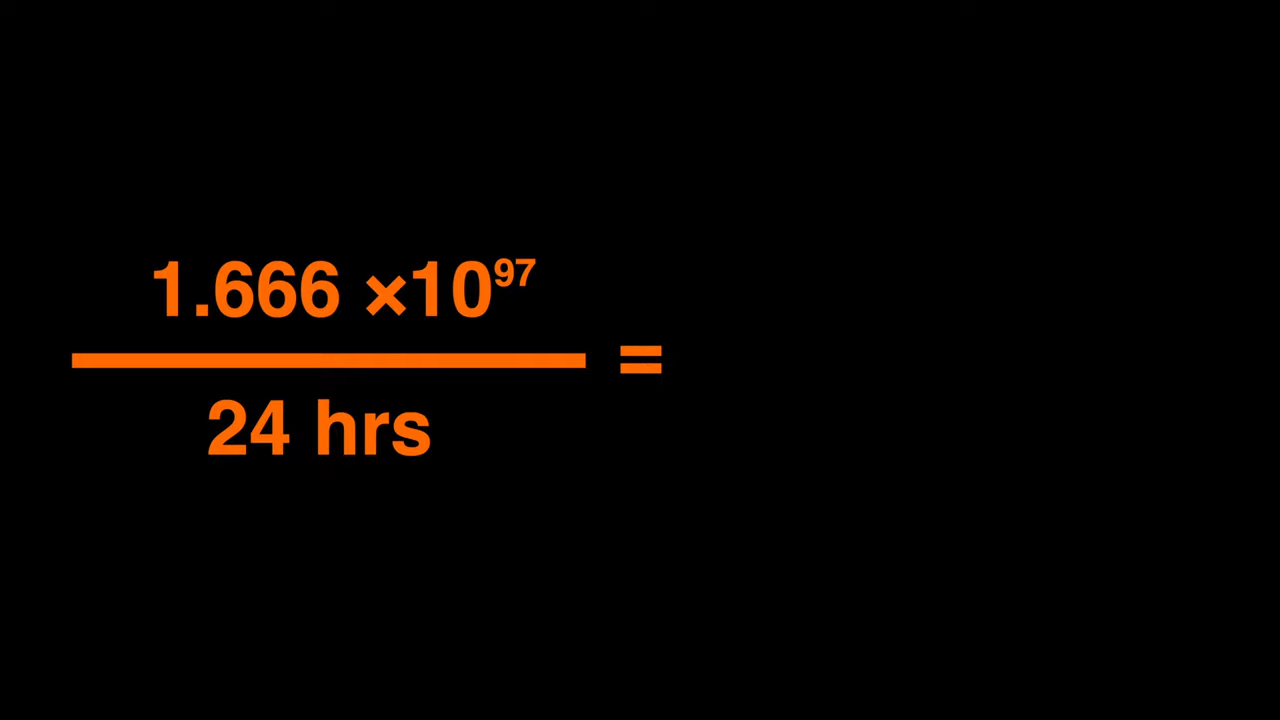 1.666 ×10⁹⁷
=
24 hrs